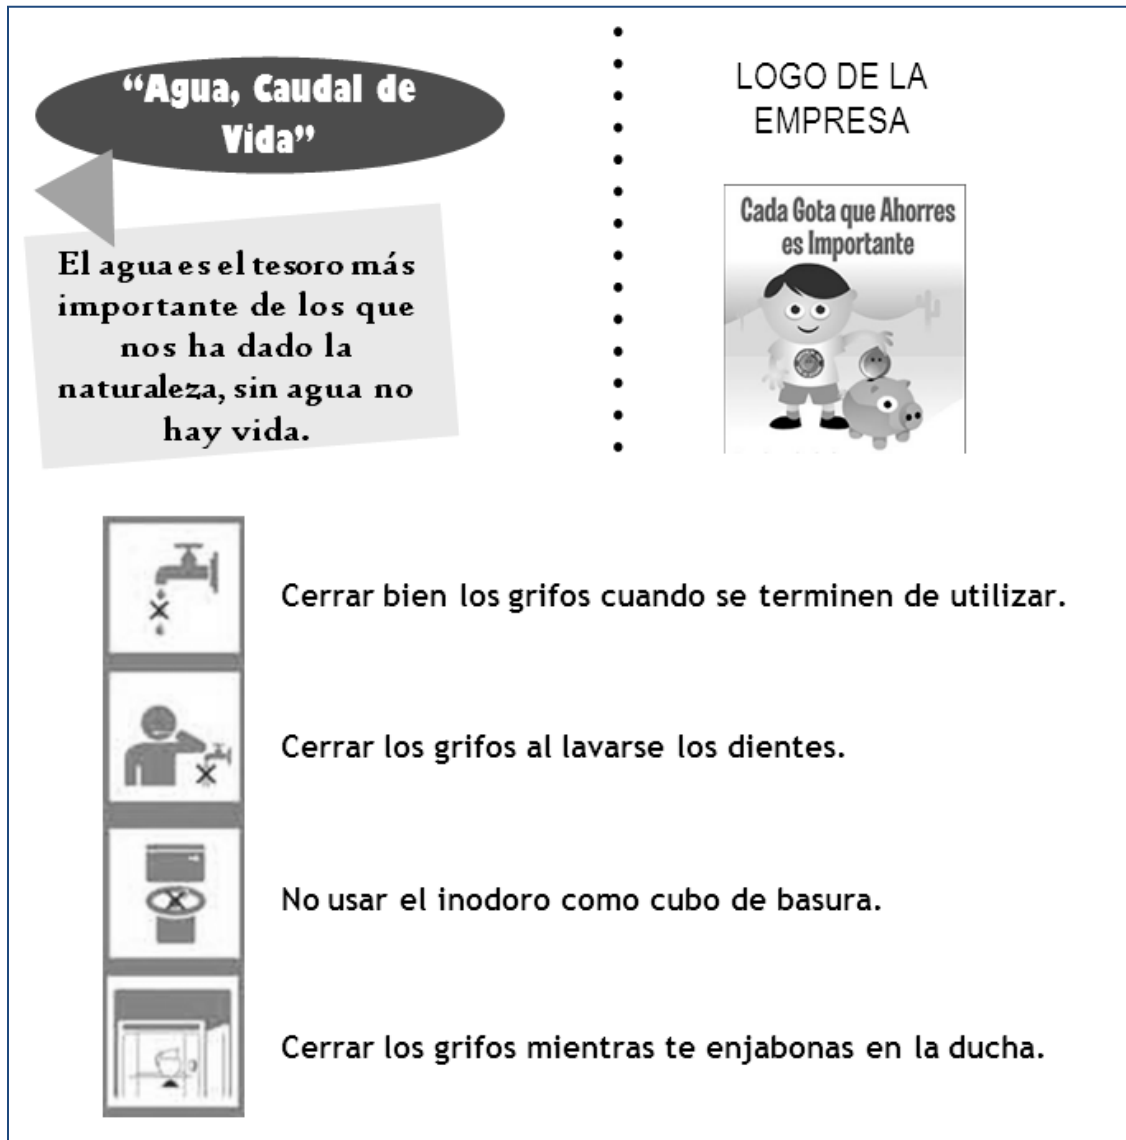 “Agua, Caudal de
Vida”
El agua es el tesoro más
importante de los que
nos ha dado la
naturaleza, sin agua no
hay vida.
LOGO DE LA
EMPRESA
Cada Gota que Ahorres
es Importante
Cerrar bien los grifos cuando se terminen de utilizar.
Cerrar los grifos al lavarse los dientes.
No usar el inodoro como cubo de basura.
Cerrar los grifos mientras te enjabonas en la ducha.